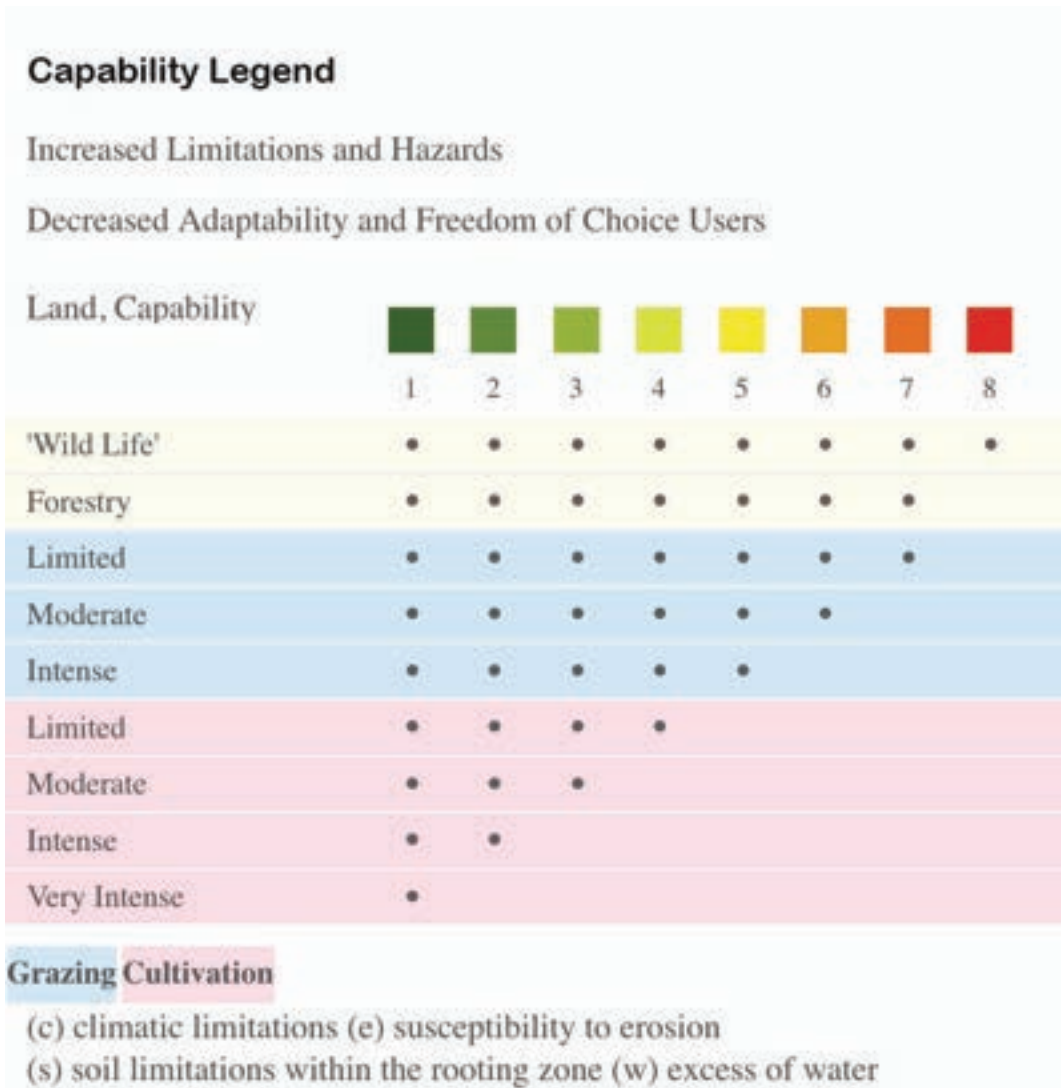 Capability Legend
Increased Limitations and Hazards
Decreased Adaptability and Freedom of Choice Users
Land, Capability
1 2 3 4 5 6 7 8
'Wild Life' • • • • • • • •
Forestry • • • • • • •
Limited • • • • • • •
Moderate • • • • • •
Intense • • • • •
Limited • • • •
Moderate • • •
Intense • •
Very Intense •
Grazing Cultivation
(c) climatic limitations (e) susceptibility to erosion
(s) soil limitations within the rooting zone (w) excess of water